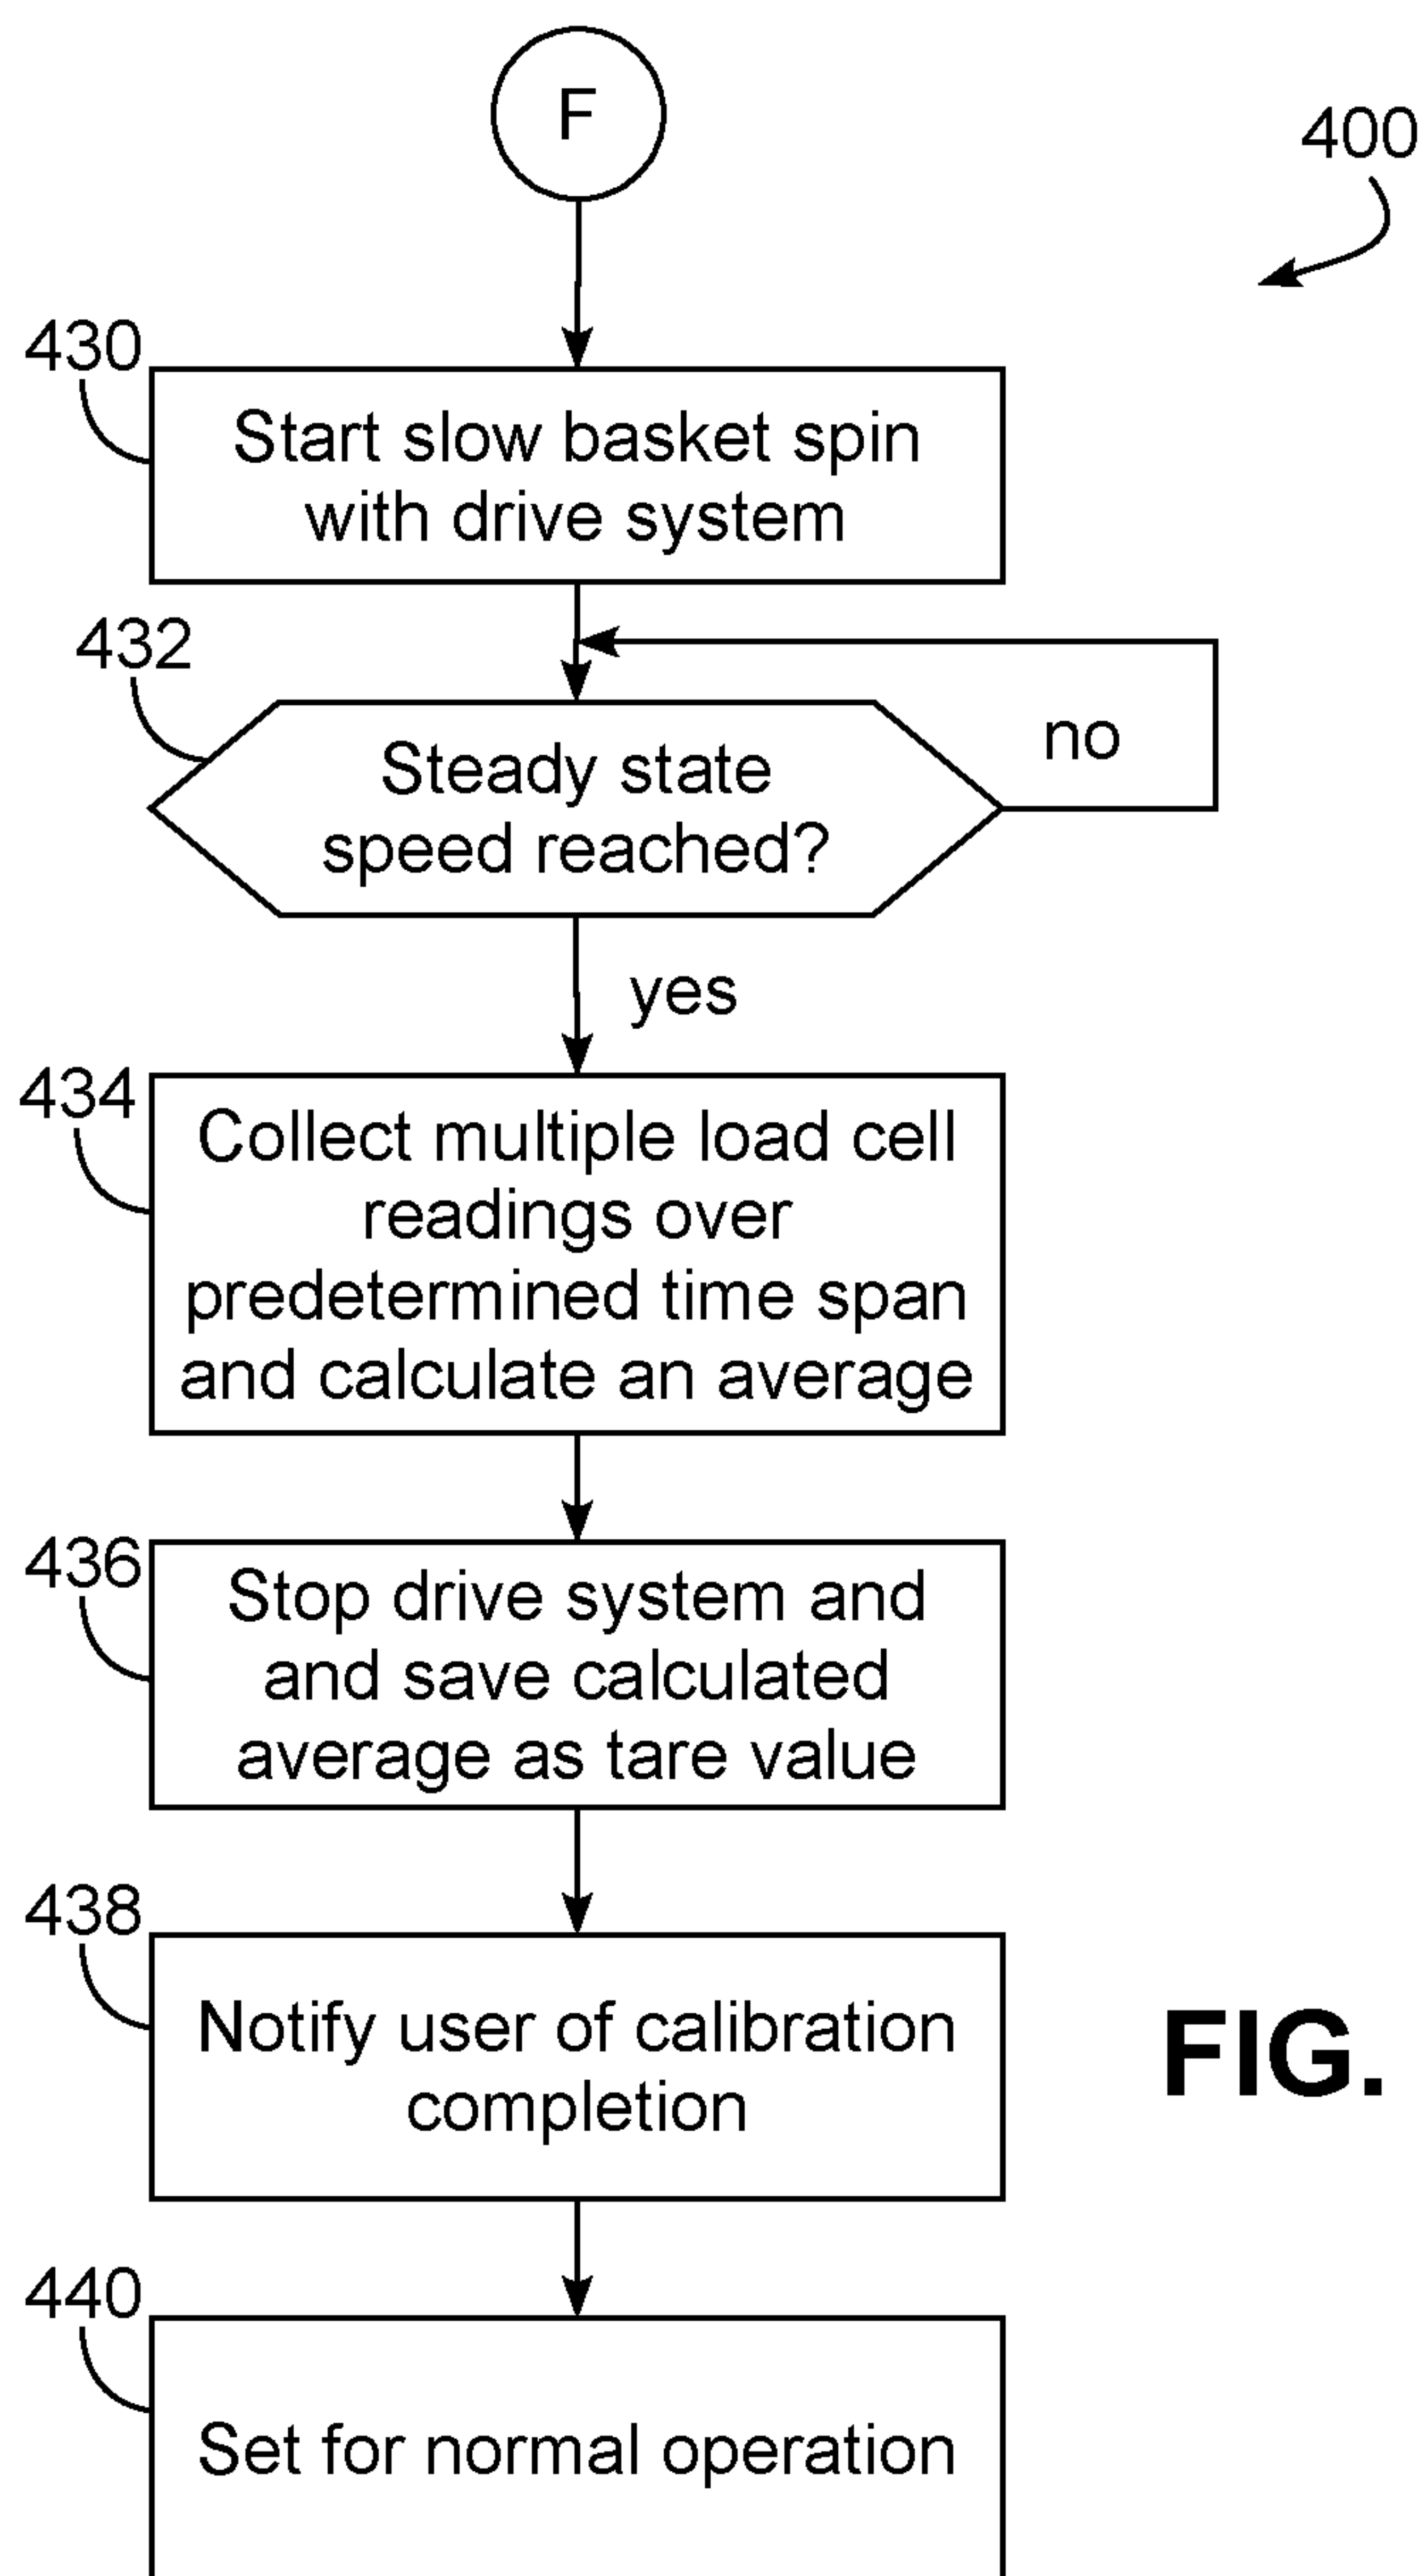 F
400
430
Start slow basket spin
with drive system
432
Steady state
speed reached?
no
yes
434
Collect multiple load cell
readings over
predetermined time span
and calculate an average
436
Stop drive system and
and save calculated
average as tare value
438
Notify user of calibration
completion
FIG.
440
Set for normal operation